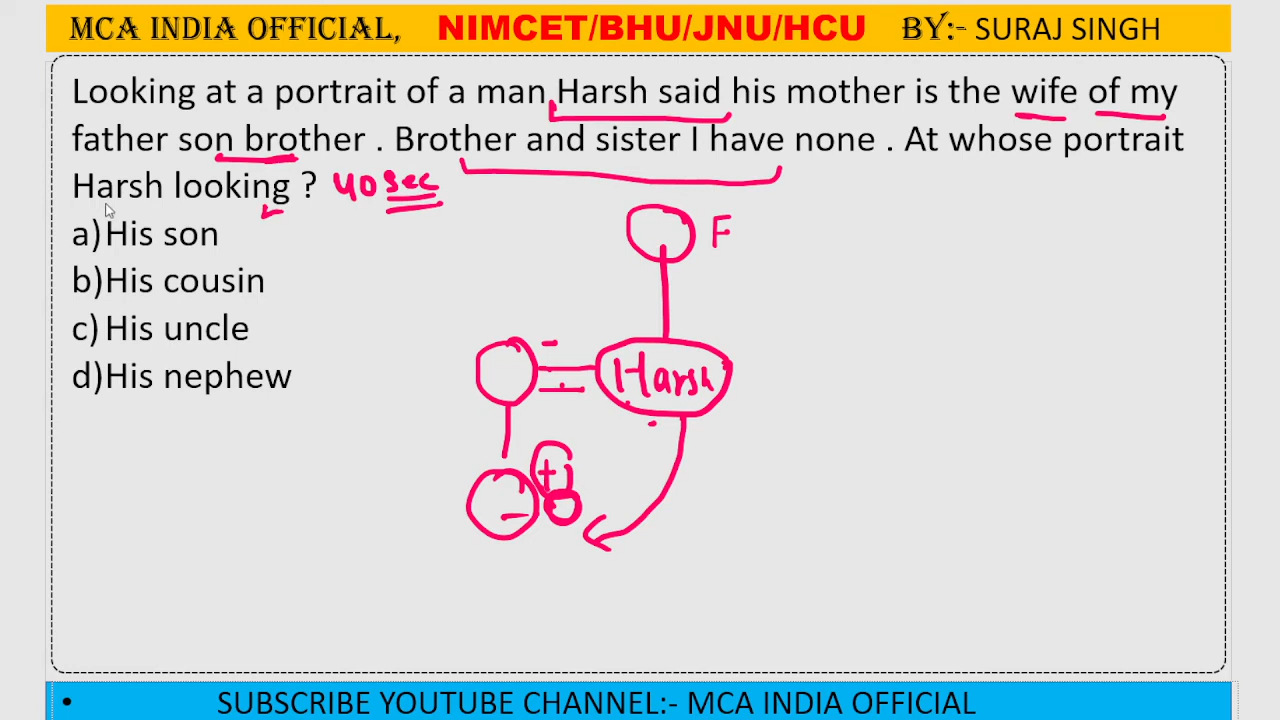 MCA INDIA OFFICIAL, NIMCET/BHU/JNU/HCU BY:- SURAJ SINGH
Looking at a portrait of a man Harsh said his mother is the wife of my
father son brother . Brother and sister I have none . At whose portrait
Harsh looking ? 40 sec
a) His son
b) His cousin
c) His uncle
d) His nephew
F
-
Harsh
+
-
• SUBSCRIBE YOUTUBE CHANNEL:- MCA INDIA OFFICIAL